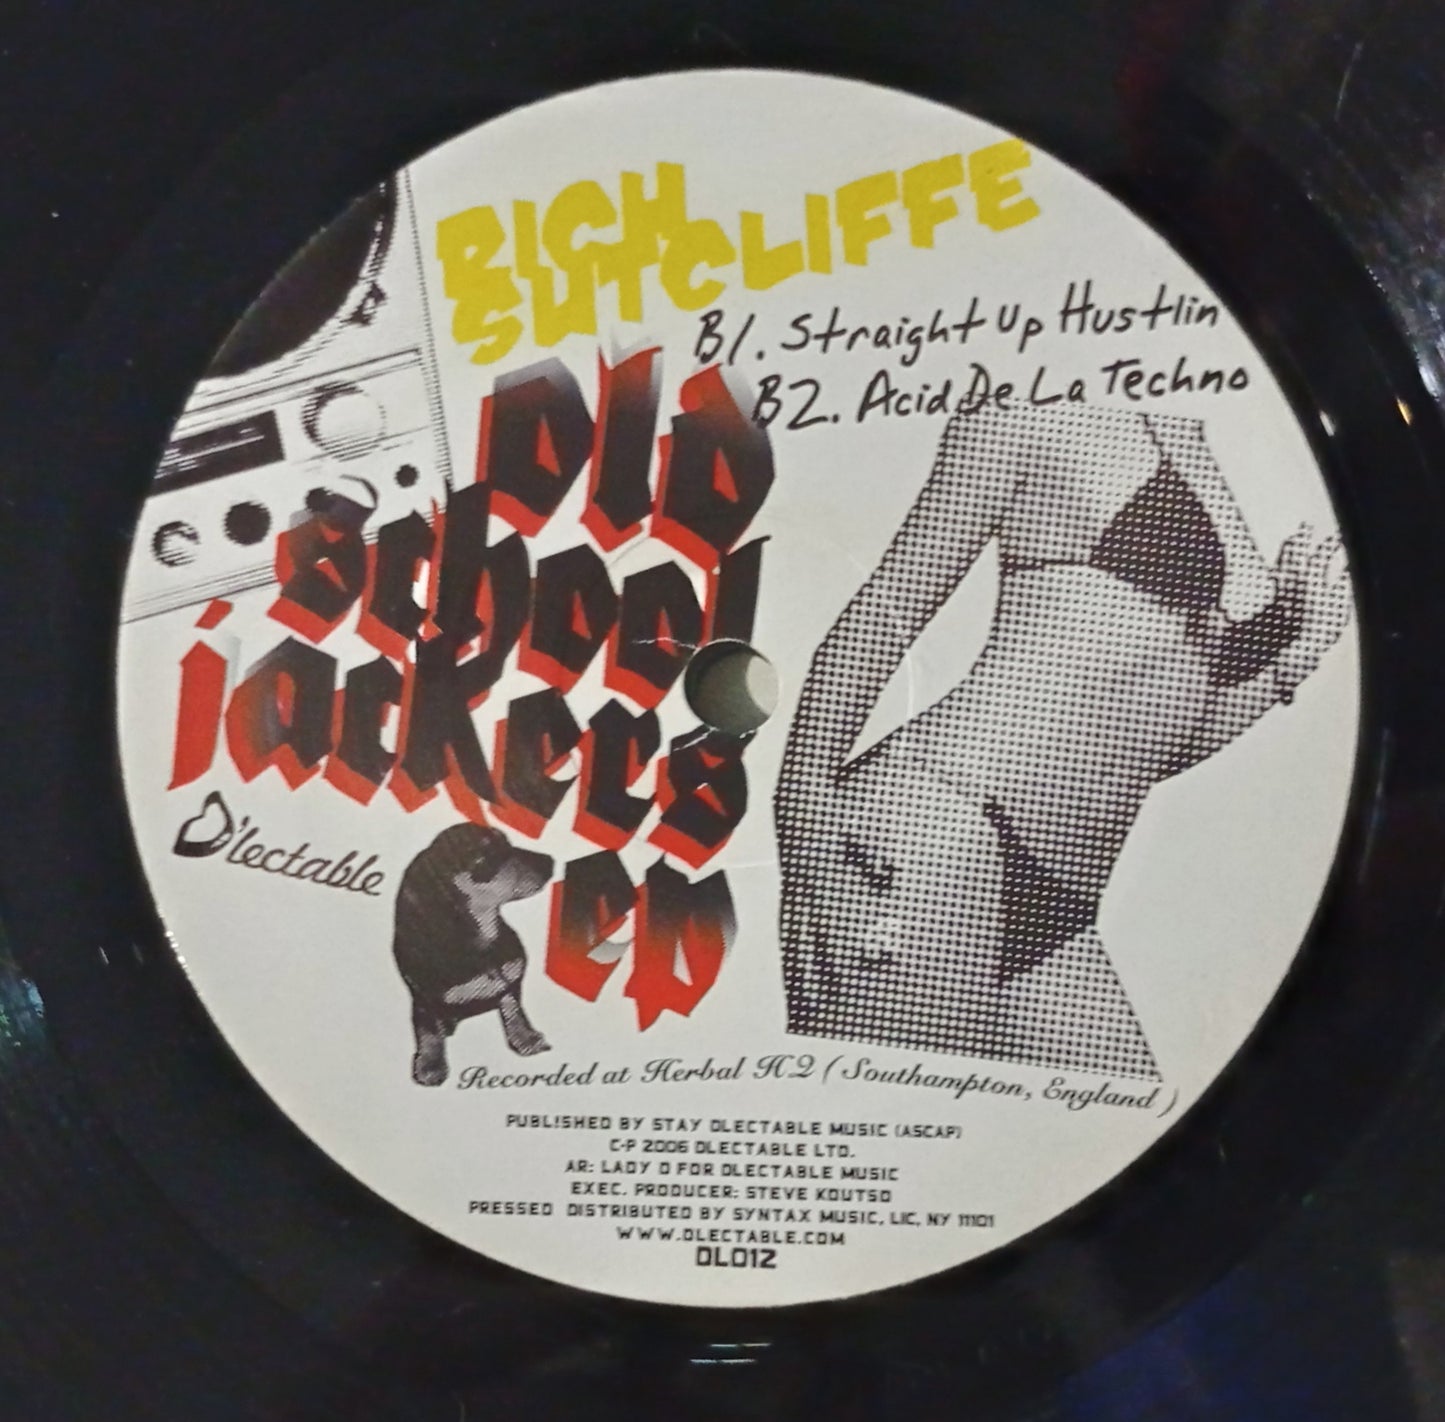 RICH
SUTCLIFFE
B1. Straight Up Hustlin
B2. Acid De La Techno
old
school
jackers
ep
D'lectable
Recorded at Herbal H2 (Southampton, England)
PUBLISHED BY STAY DLECTABLE MUSIC (ASCAP)
C-P 2006 DLECTABLE LTD.
AR: LADY D FOR DLECTABLE MUSIC
EXEC. PRODUCER: STEVE KOUTSO
PRESSED DISTRIBUTED BY SYNTAX MUSIC, LIC, NY 11101
WWW.DLECTABLE.COM
DL012